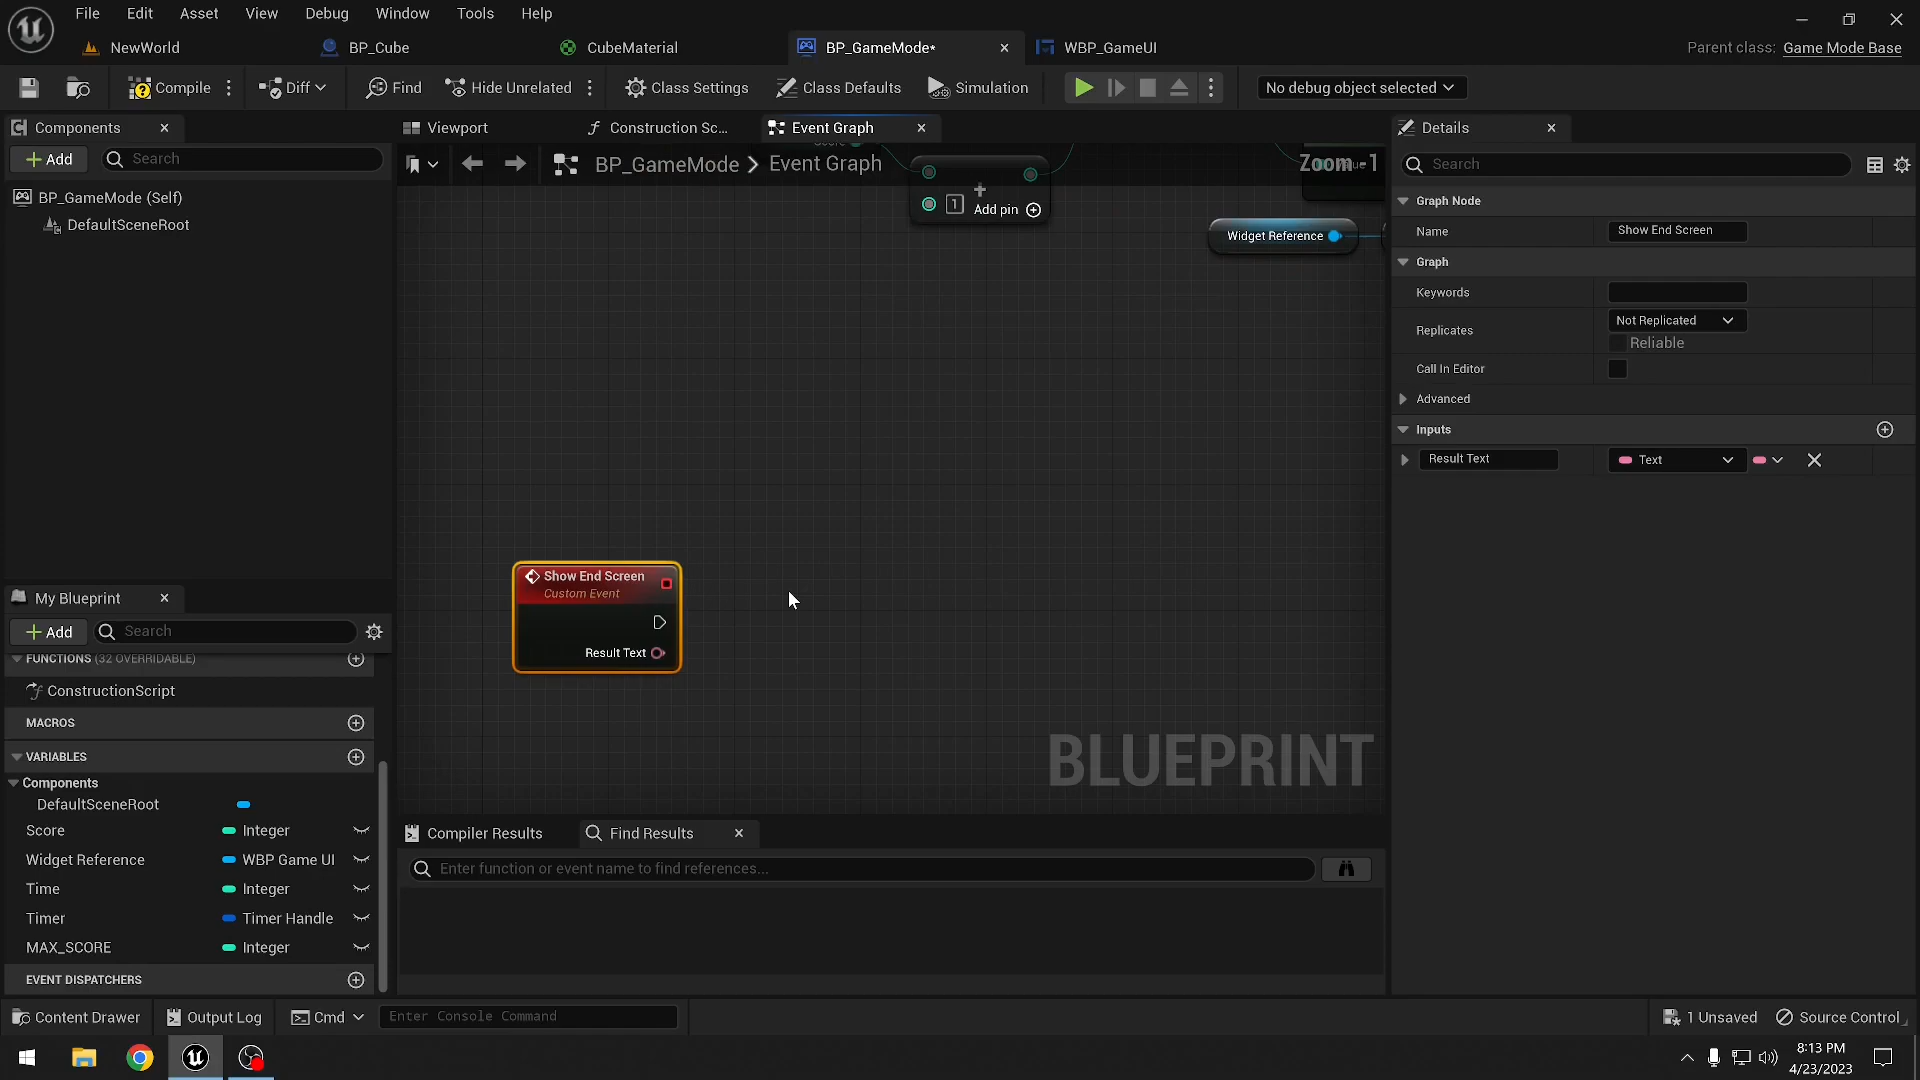 File Edit Asset View Debug Window Tools Help
NewWorld BP_Cube CubeMaterial BP_GameMode* WBP_GameUI Parent class: Game Mode Base
Compile Diff Find Hide Unrelated Class Settings Class Defaults Simulation No debug object selected
Components
Add Search
BP_GameMode (Self)
DefaultSceneRoot
My Blueprint
Add Search
FUNCTIONS (32 OVERRIDABLE)
ConstructionScript
MACROS
VARIABLES
Components
DefaultSceneRoot
Score Integer
Widget Reference WBP Game UI
Time Integer
Timer Timer Handle
MAX_SCORE Integer
EVENT DISPATCHERS
Viewport Construction Sc... Event Graph
BP_GameMode > Event Graph Zoom -1
1 Add pin
Widget Reference
Show End Screen
Custom Event
Result Text
BLUEPRINT
Compiler Results Find Results
Enter function or event name to find references...
Details
Search
Graph Node
Name Show End Screen
Graph
Keywords
Replicates Not Replicated
Reliable
Call In Editor
Advanced
Inputs
Result Text Text
Content Drawer Output Log Cmd Enter Console Command 1 Unsaved Source Control
8:13 PM
4/23/2023